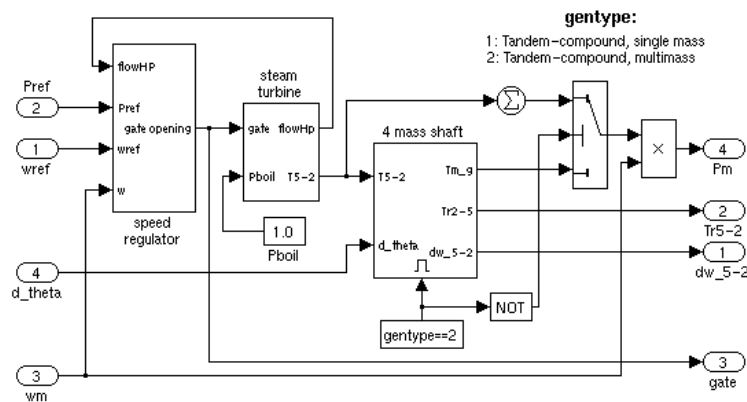 gentype:
1: Tandem-compound, single mass
2: Tandem-compound, multimass
flowHP
Pref
2
Pref
gate opening
1
wref
wref
w
speed
regulator
steam
turbine
gate
flowHp
Pboil
T5-2
1.0
Pboil
Σ
4 mass shaft
T5-2
Tm_g
Tr2-5
d_theta
dw_5-2
×
4
Pm
2
Tr5-2
1
dw_5-2
4
d_theta
NOT
gentype==2
3
gate
3
wm